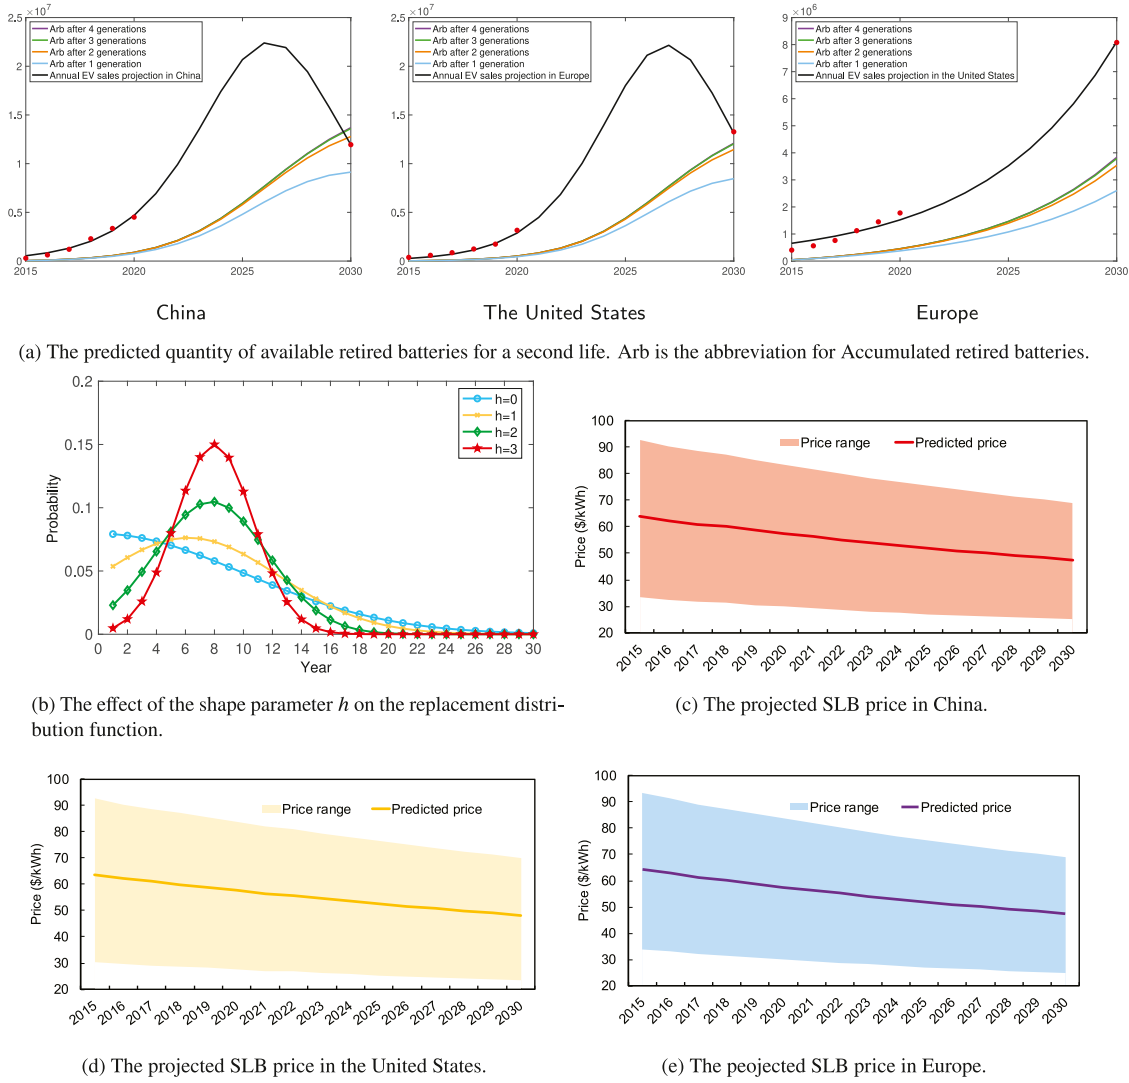 2.5 ×10⁷
Arb after 4 generations
Arb after 3 generations
Arb after 2 generations
Arb after 1 generation
Annual EV sales projection in China
2
1.5
1
0.5
0
2015 2020 2025 2030
China
2.5 ×10⁷
Arb after 4 generations
Arb after 3 generations
Arb after 2 generations
Arb after 1 generation
Annual EV sales projection in Europe
2
1.5
1
0.5
0
2015 2020 2025 2030
The United States
9 ×10⁶
Arb after 4 generations
Arb after 3 generations
Arb after 2 generations
Arb after 1 generation
Annual EV sales projection in the United States
8
7
6
5
4
3
2
1
0
2015 2020 2025 2030
Europe
(a) The predicted quantity of available retired batteries for a second life. Arb is the abbreviation for Accumulated retired batteries.
0.2
0.15
0.1
0.05
0
Probability
h=0
h=1
h=2
h=3
0 2 4 6 8 10 12 14 16 18 20 22 24 26 28 30
Year
(b) The effect of the shape parameter h on the replacement distri-
bution function.
100
90
80
70
60
50
40
30
20
Price ($/kWh)
Price range Predicted price
2015 2016 2017 2018 2019 2020 2021 2022 2023 2024 2025 2026 2027 2028 2029 2030
(c) The projected SLB price in China.
100
90
80
70
60
50
40
30
20
Price ($/kWh)
Price range Predicted price
2015 2016 2017 2018 2019 2020 2021 2022 2023 2024 2025 2026 2027 2028 2029 2030
(d) The projected SLB price in the United States.
100
90
80
70
60
50
40
30
20
Price ($/kWh)
Price range Predicted price
2015 2016 2017 2018 2019 2020 2021 2022 2023 2024 2025 2026 2027 2028 2029 2030
(e) The peojected SLB price in Europe.